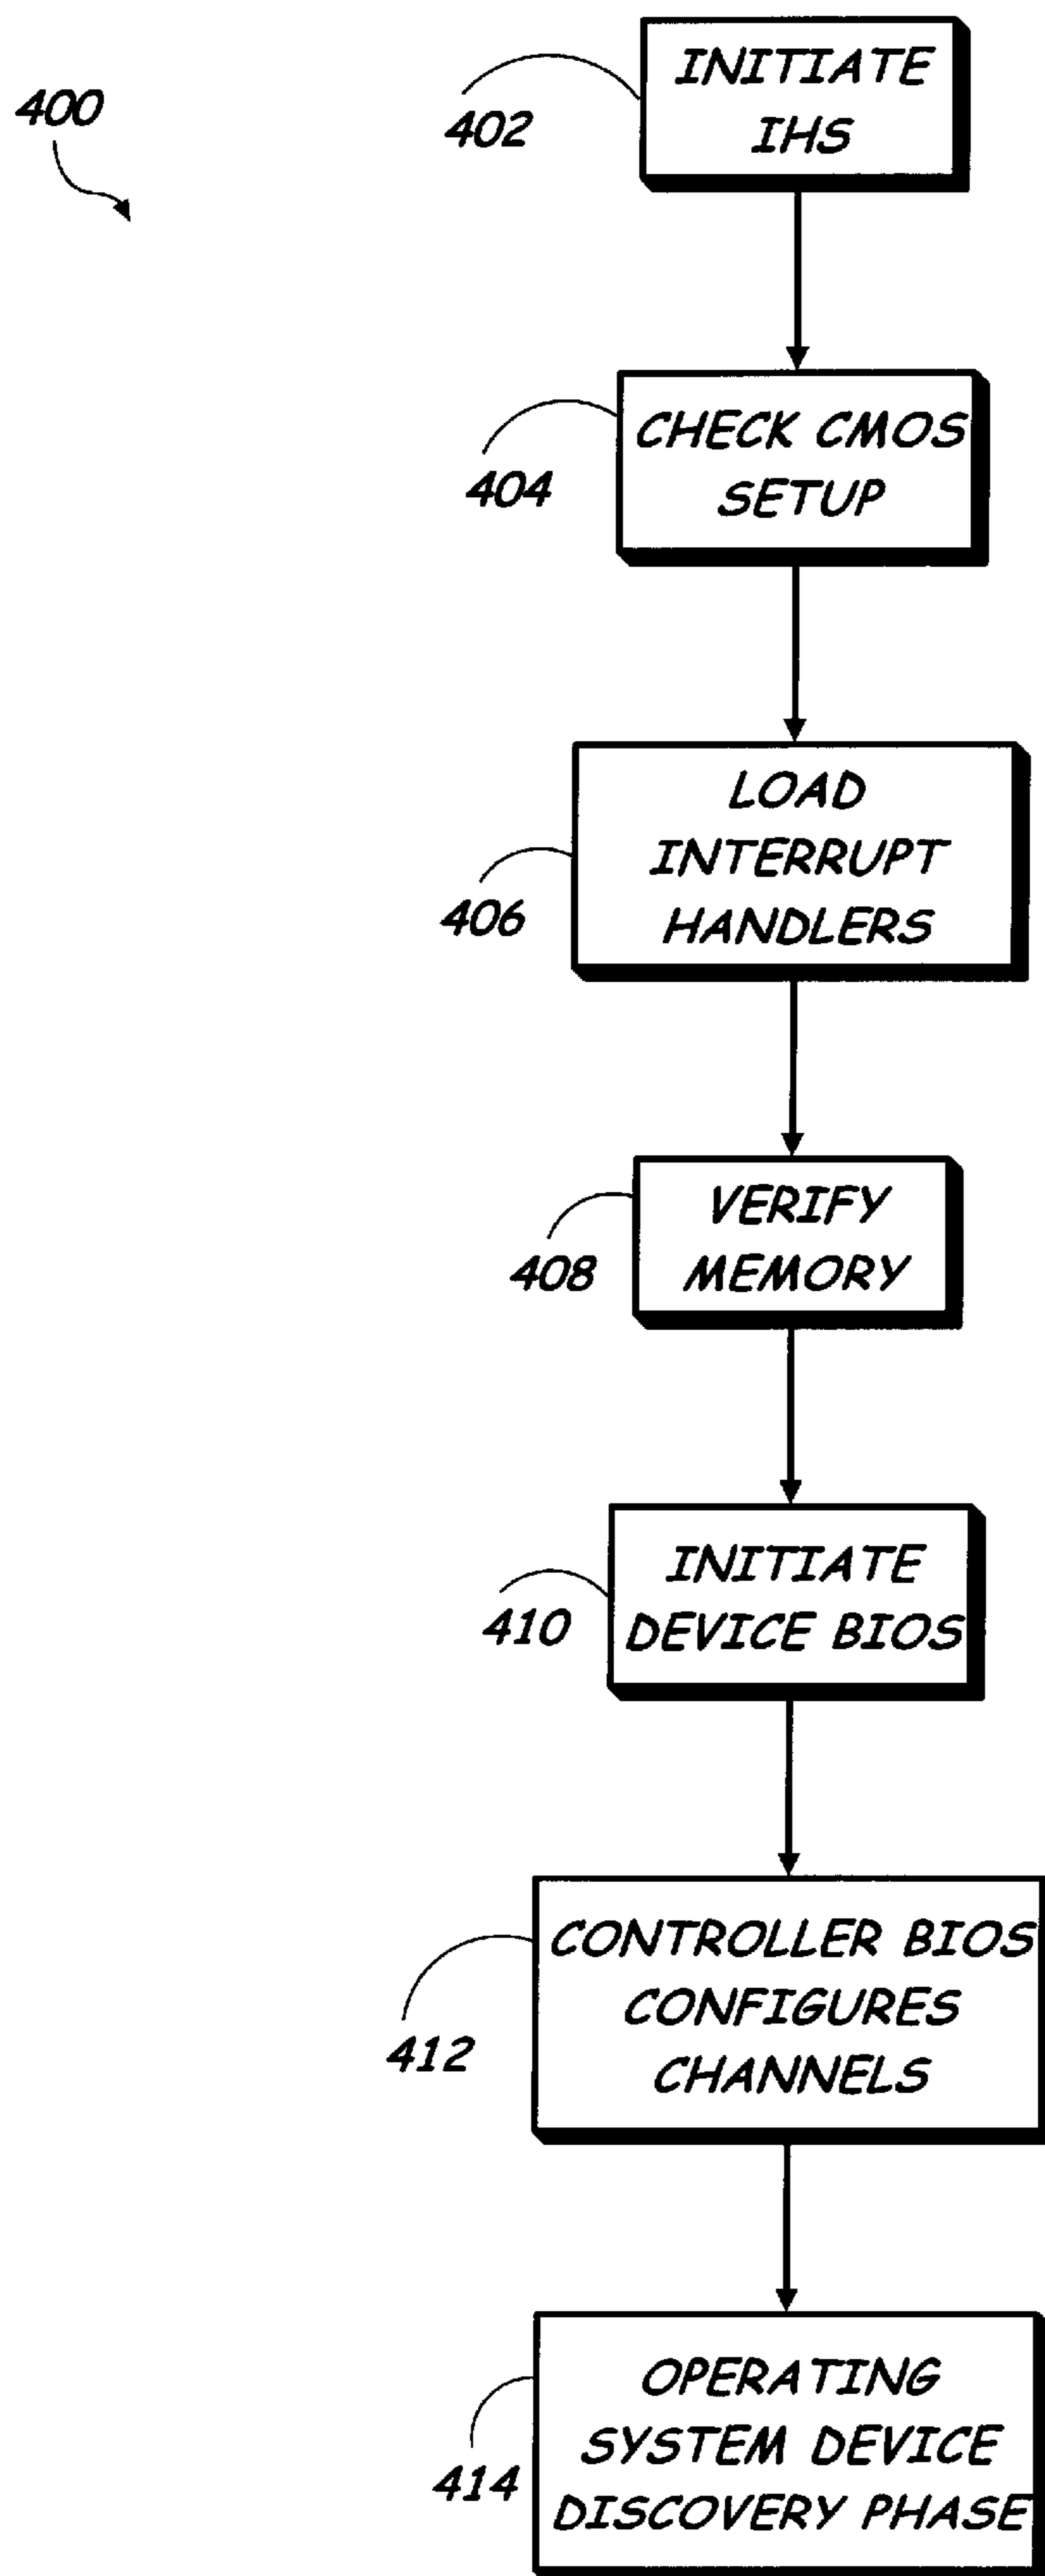 400
402
INITIATE
IHS
404
CHECK CMOS
SETUP
406
LOAD
INTERRUPT
HANDLERS
408
VERIFY
MEMORY
410
INITIATE
DEVICE BIOS
412
CONTROLLER BIOS
CONFIGURES
CHANNELS
414
OPERATING
SYSTEM DEVICE
DISCOVERY PHASE